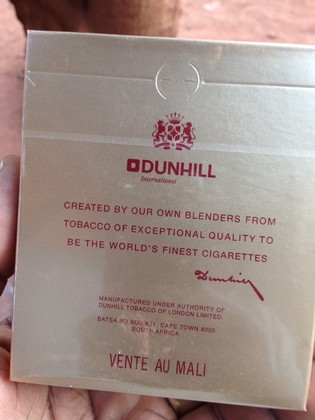 DUNHILL
International
CREATED BY OUR OWN BLENDERS FROM
TOBACCO OF EXCEPTIONAL QUALITY TO
BE THE WORLD'S FINEST CIGARETTES
Dunhill
MANUFACTURED UNDER AUTHORITY OF
DUNHILL TOBACCO OF LONDON LIMITED.
BATSA PO BOX 631, CAPE TOWN 8000
SOUTH AFRICA
VENTE AU MALI